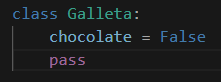 class Galleta:
    chocolate = False
    pass